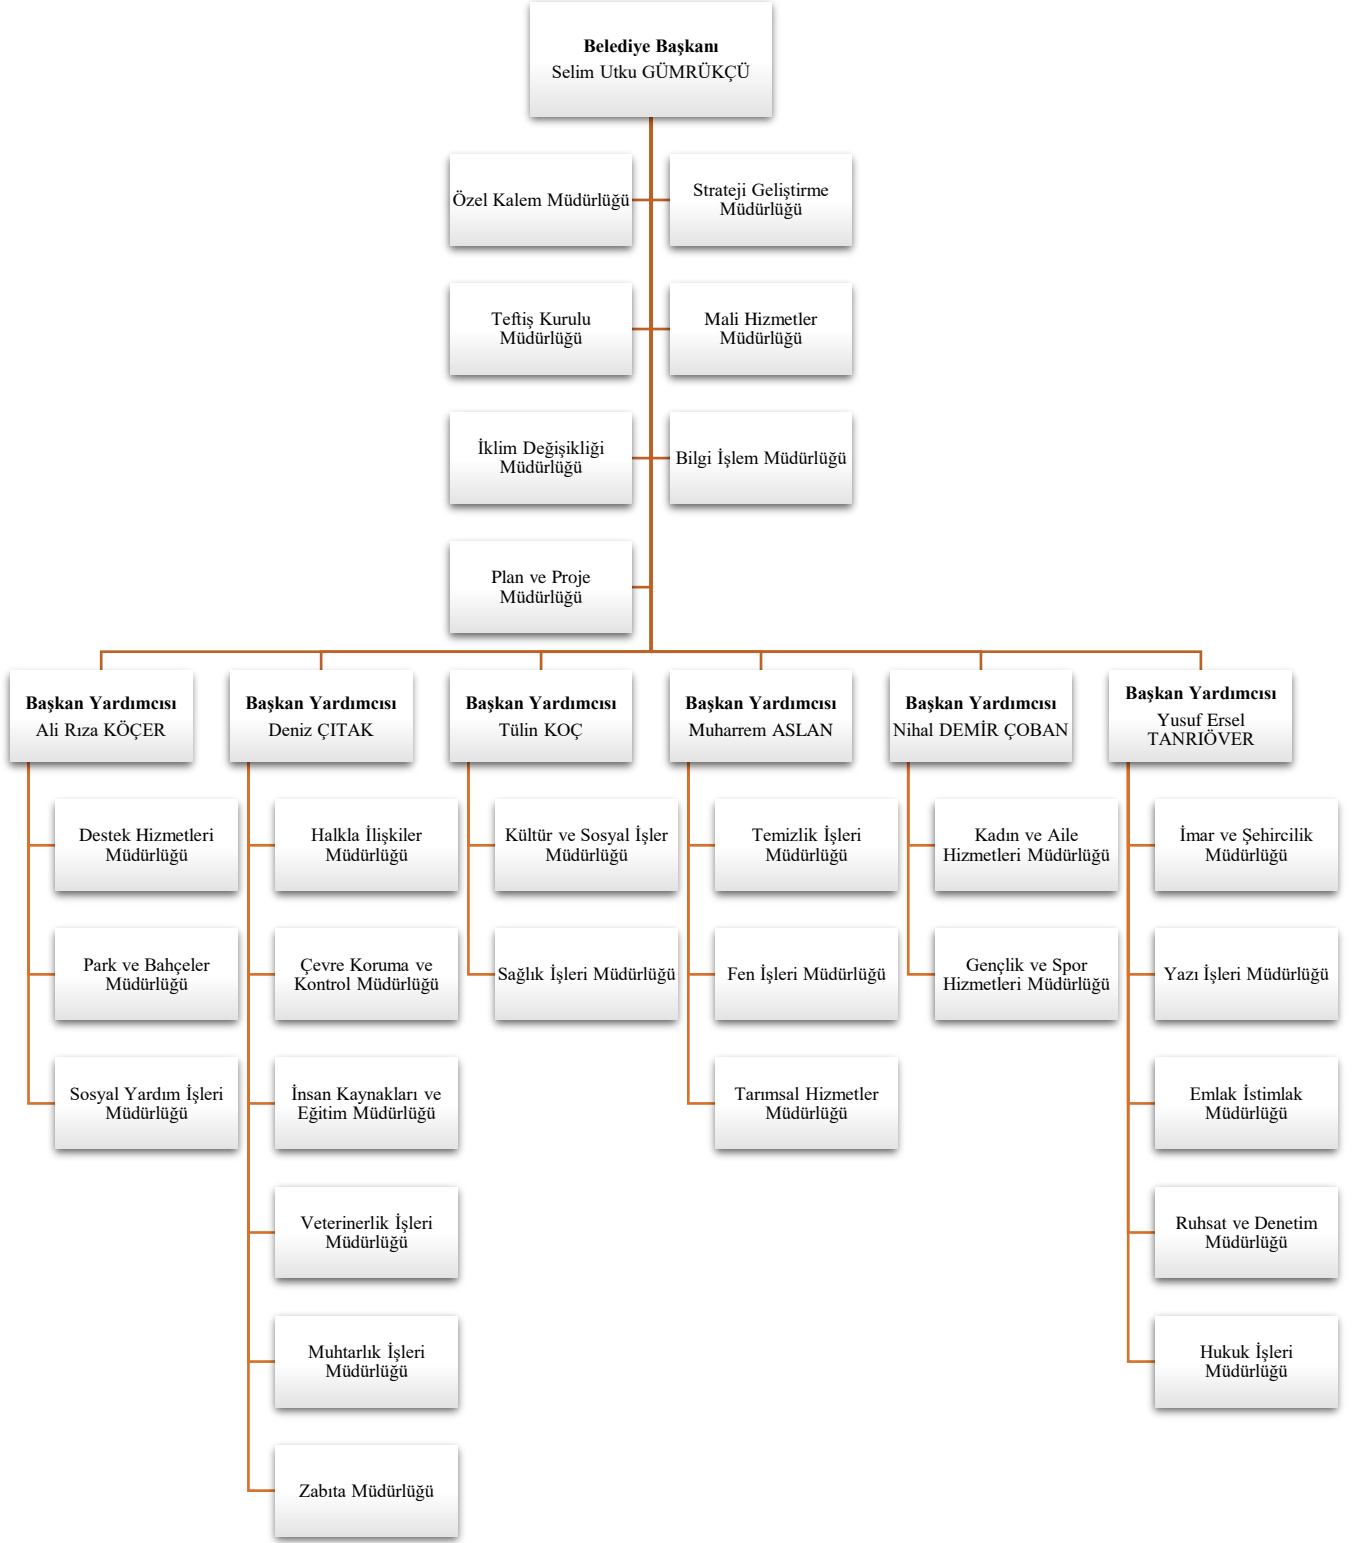 Belediye Başkanı
Selim Utku GÜMRÜKÇÜ
Özel Kalem Müdürlüğü
Strateji Geliştirme
Müdürlüğü
Teftiş Kurulu
Müdürlüğü
Mali Hizmetler
Müdürlüğü
İklim Değişikliği
Müdürlüğü
Bilgi İşlem Müdürlüğü
Plan ve Proje
Müdürlüğü
Başkan Yardımcısı
Ali Rıza KÖÇER
Destek Hizmetleri
Müdürlüğü
Park ve Bahçeler
Müdürlüğü
Sosyal Yardım İşleri
Müdürlüğü
Başkan Yardımcısı
Deniz ÇITAK
Halkla İlişkiler
Müdürlüğü
Çevre Koruma ve
Kontrol Müdürlüğü
İnsan Kaynakları ve
Eğitim Müdürlüğü
Veterinerlik İşleri
Müdürlüğü
Muhtarlık İşleri
Müdürlüğü
Zabıta Müdürlüğü
Başkan Yardımcısı
Tülin KOÇ
Kültür ve Sosyal İşler
Müdürlüğü
Sağlık İşleri Müdürlüğü
Başkan Yardımcısı
Muharrem ASLAN
Temizlik İşleri
Müdürlüğü
Fen İşleri Müdürlüğü
Tarımsal Hizmetler
Müdürlüğü
Başkan Yardımcısı
Nihal DEMİR ÇOBAN
Kadın ve Aile
Hizmetleri Müdürlüğü
Gençlik ve Spor
Hizmetleri Müdürlüğü
Başkan Yardımcısı
Yusuf Ersel
TANRIÖVER
İmar ve Şehircilik
Müdürlüğü
Yazı İşleri Müdürlüğü
Emlak İstimlak
Müdürlüğü
Ruhsat ve Denetim
Müdürlüğü
Hukuk İşleri
Müdürlüğü